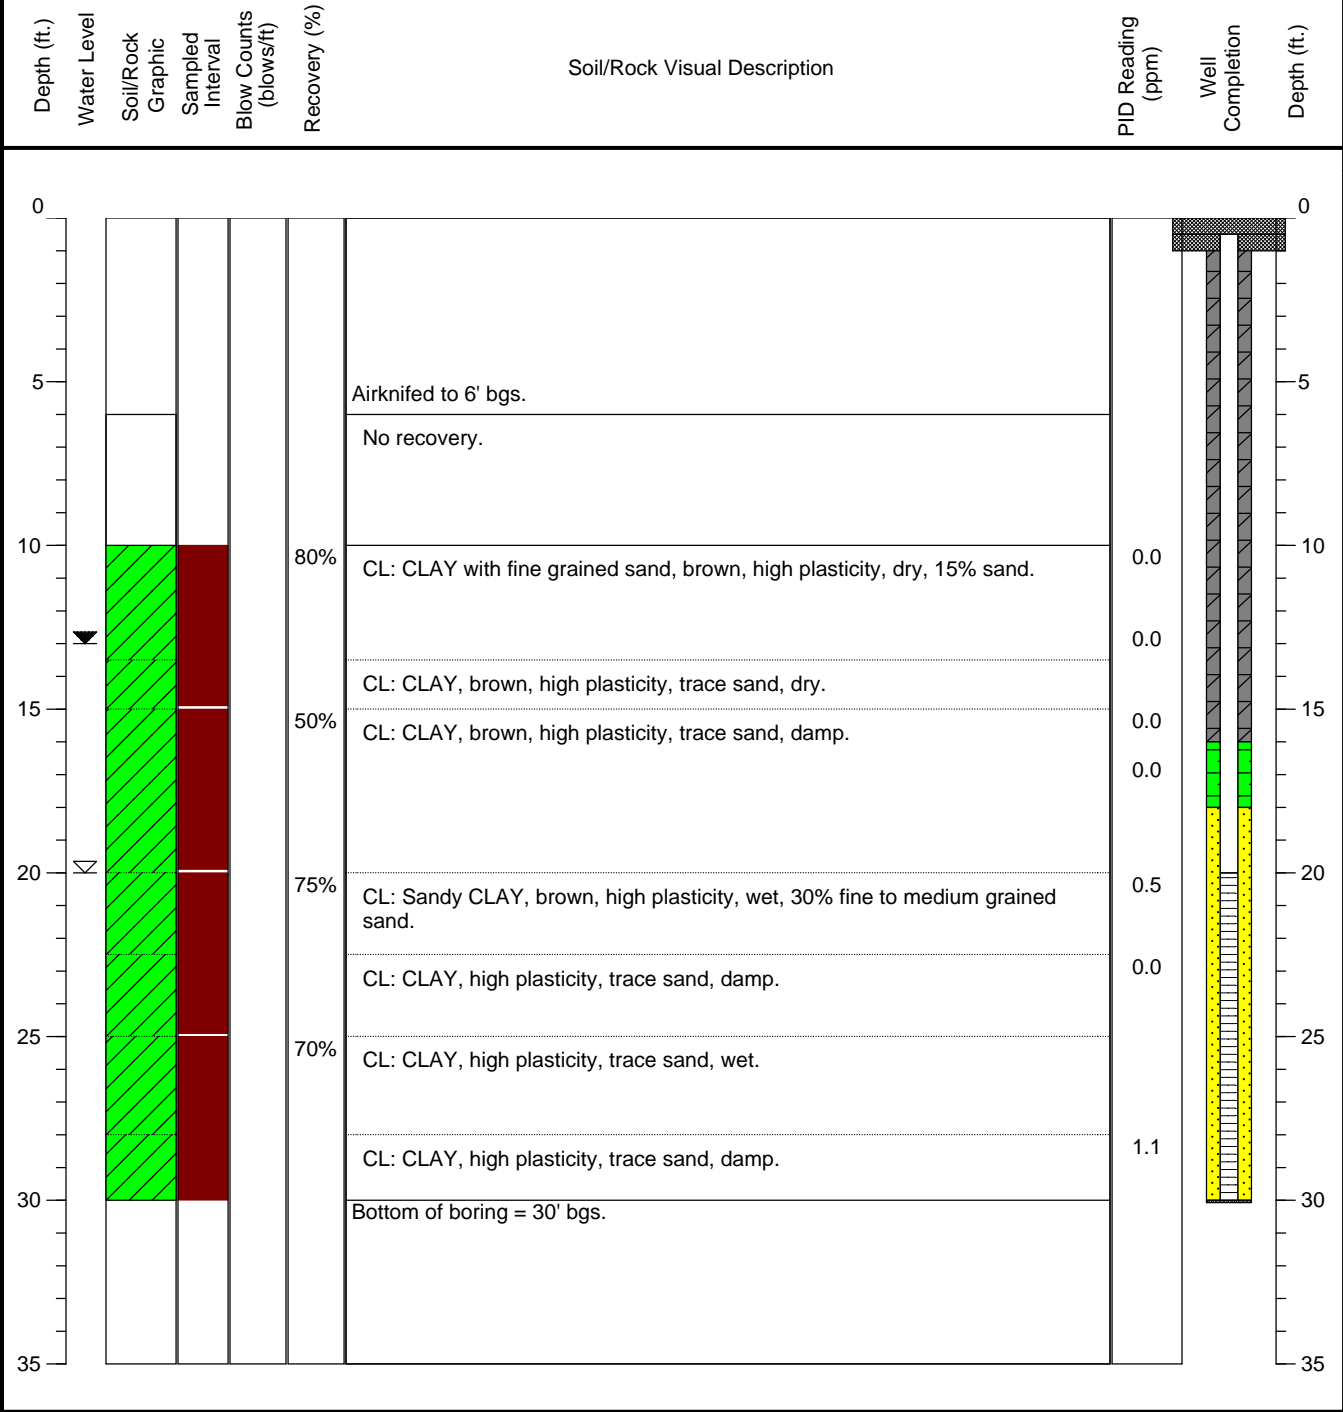 Depth (ft.)
Water Level
Soil/Rock
Graphic
Sampled
Interval
Blow Counts
(blows/ft)
Recovery (%)
Soil/Rock Visual Description
PID Reading
(ppm)
Well
Completion
Depth (ft.)
0
0
5
Airknifed to 6' bgs.
5
No recovery.
10
80%
CL: CLAY with fine grained sand, brown, high plasticity, dry, 15% sand.
0.0
10
0.0
CL: CLAY, brown, high plasticity, trace sand, dry.
15
50%
CL: CLAY, brown, high plasticity, trace sand, damp.
0.0
15
0.0
20
75%
CL: Sandy CLAY, brown, high plasticity, wet, 30% fine to medium grained
sand.
0.5
20
CL: CLAY, high plasticity, trace sand, damp.
0.0
25
70%
CL: CLAY, high plasticity, trace sand, wet.
25
CL: CLAY, high plasticity, trace sand, damp.
1.1
30
Bottom of boring = 30' bgs.
30
35
35